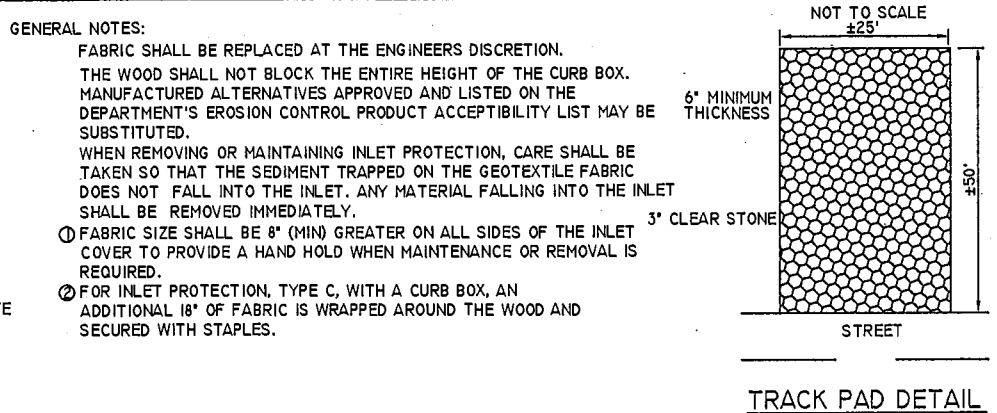 GENERAL NOTES:
FABRIC SHALL BE REPLACED AT THE ENGINEERS DISCRETION.
THE WOOD SHALL NOT BLOCK THE ENTIRE HEIGHT OF THE CURB BOX.
MANUFACTURED ALTERNATIVES APPROVED AND LISTED ON THE
DEPARTMENT'S EROSION CONTROL PRODUCT ACCEPTIBILITY LIST MAY BE
SUBSTITUTED.
WHEN REMOVING OR MAINTAINING INLET PROTECTION, CARE SHALL BE
TAKEN SO THAT THE SEDIMENT TRAPPED ON THE GEOTEXTILE FABRIC
DOES NOT FALL INTO THE INLET. ANY MATERIAL FALLING INTO THE INLET
SHALL BE REMOVED IMMEDIATELY.
① FABRIC SIZE SHALL BE 8" (MIN) GREATER ON ALL SIDES OF THE INLET
COVER TO PROVIDE A HAND HOLD WHEN MAINTENANCE OR REMOVAL IS
REQUIRED.
② FOR INLET PROTECTION, TYPE C, WITH A CURB BOX, AN
ADDITIONAL 18" OF FABRIC IS WRAPPED AROUND THE WOOD AND
SECURED WITH STAPLES.
NOT TO SCALE
±25'
6" MINIMUM
THICKNESS
±50'
3" CLEAR STONE
STREET
TRACK PAD DETAIL